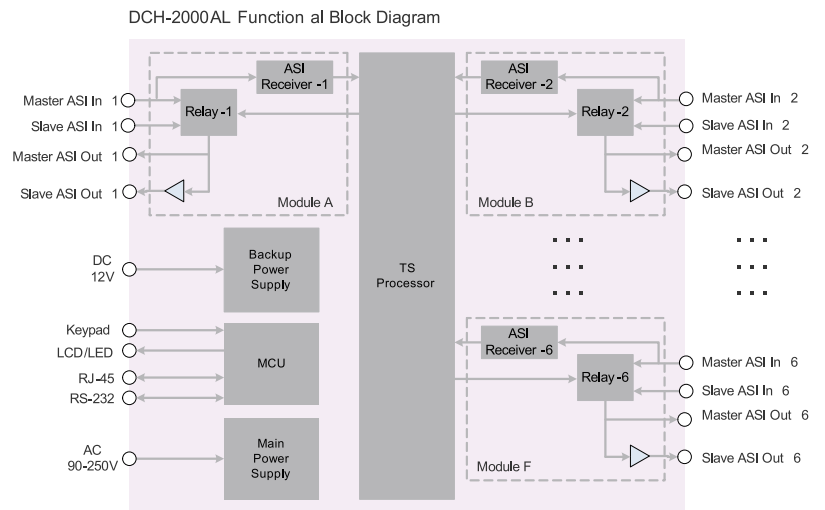 DCH-2000AL Function al Block Diagram
ASI
Receiver -1
Relay-1
Master ASI In 1
Slave ASI In 1
Master ASI Out 1
Slave ASI Out 1
Module A
ASI
Receiver -2
Relay-2
Master ASI In 2
Slave ASI In 2
Master ASI Out 2
Slave ASI Out 2
Module B
TS
Processor
DC
12V
Backup
Power
Supply
Keypad
LCD/LED
RJ-45
RS-232
MCU
AC
90-250V
Main
Power
Supply
ASI
Receiver -6
Relay-6
Master ASI In 6
Slave ASI In 6
Master ASI Out 6
Slave ASI Out 6
Module F